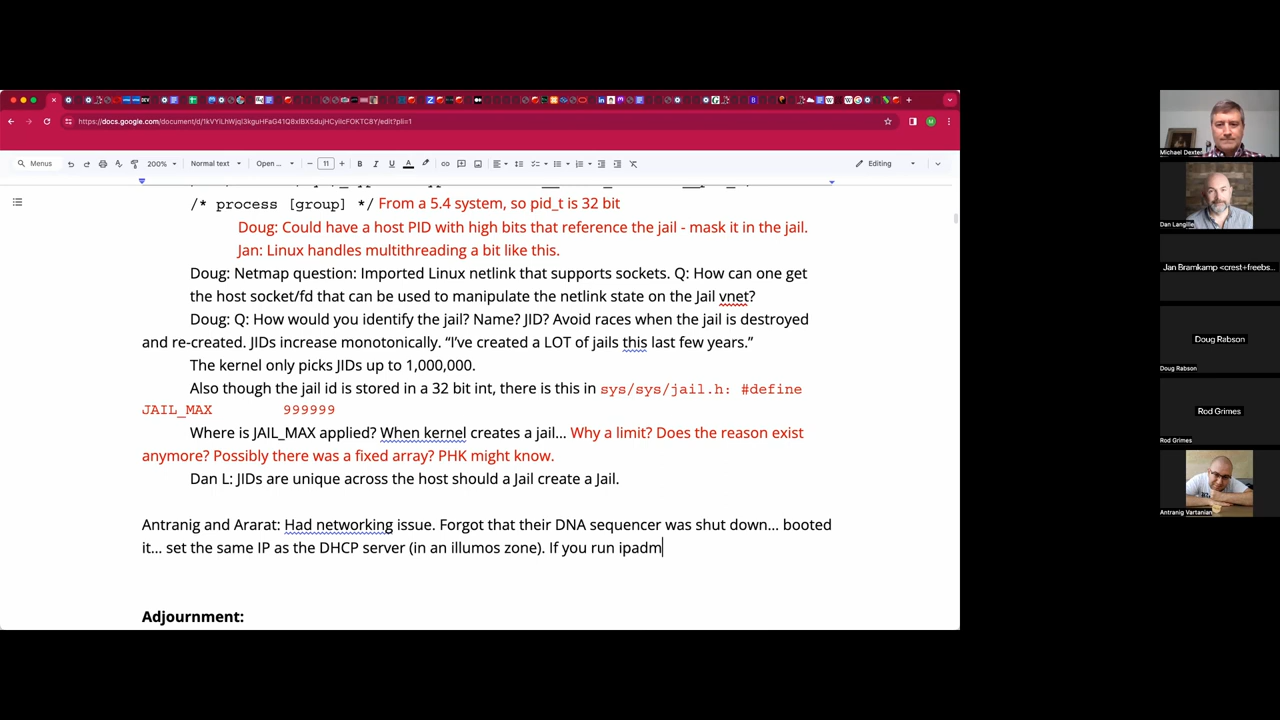 https://docs.google.com/document/d/
Menus
200%
Normal text
Open ...
11
Editing
/* process [group] */ From a 5.4 system, so pid_t is 32 bit
Doug: Could have a host PID with high bits that reference the jail - mask it in the jail.
Jan: Linux handles multithreading a bit like this.
Doug: Netmap question: Imported Linux netlink that supports sockets. Q: How can one get
the host socket/fd that can be used to manipulate the netlink state on the Jail vnet?
Doug: Q: How would you identify the jail? Name? JID? Avoid races when the jail is destroyed
and re-created. JIDs increase monotonically. “I’ve created a LOT of jails this last few years.”
The kernel only picks JIDs up to 1,000,000.
Also though the jail id is stored in a 32 bit int, there is this in sys/sys/jail.h: #define
JAIL_MAX 999999
Where is JAIL_MAX applied? When kernel creates a jail… Why a limit? Does the reason exist
anymore? Possibly there was a fixed array? PHK might know.
Dan L: JIDs are unique across the host should a Jail create a Jail.
Antranig and Ararat: Had networking issue. Forgot that their DNA sequencer was shut down… booted
it… set the same IP as the DHCP server (in an illumos zone). If you run ipadm
Adjournment:
Michael Dexter
Dan Langille
Jan Bramkamp <crest+freebs...
Doug Rabson
Doug Rabson
Rod Grimes
Rod Grimes
Antranig Vartanian